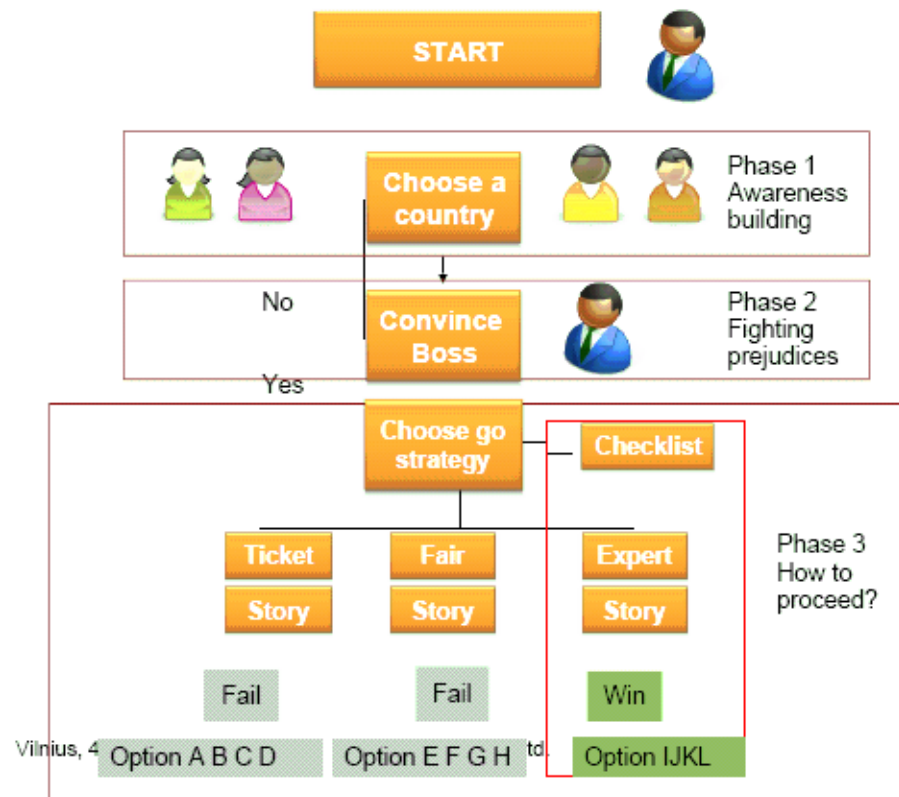 START
Choose a
country
Phase 1
Awareness
building
No
Convince
Boss
Phase 2
Fighting
prejudices
Yes
Choose go
strategy
Checklist
Ticket
Fair
Expert
Phase 3
How to
proceed?
Story
Story
Story
Fail
Fail
Win
Vilnius, 4
td.
Option A B C D
Option E F G H
Option IJKL